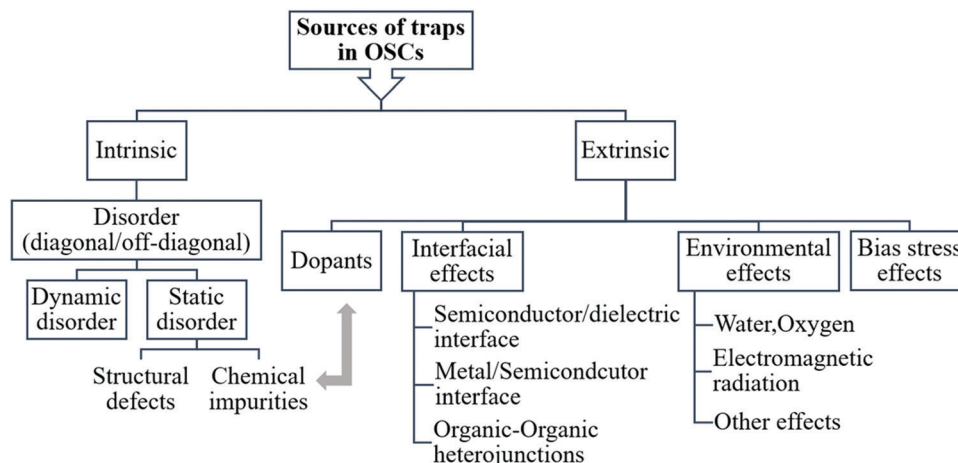 Sources of traps
in OSCs
Intrinsic
Extrinsic
Disorder
(diagonal/off-diagonal)
Dynamic
disorder
Static
disorder
Structural
defects
Chemical
impurities
Dopants
Interfacial
effects
Semiconductor/dielectric
interface
Metal/Semicondcutor
interface
Organic-Organic
heterojunctions
Environmental
effects
Water,Oxygen
Electromagnetic
radiation
Other effects
Bias stress
effects